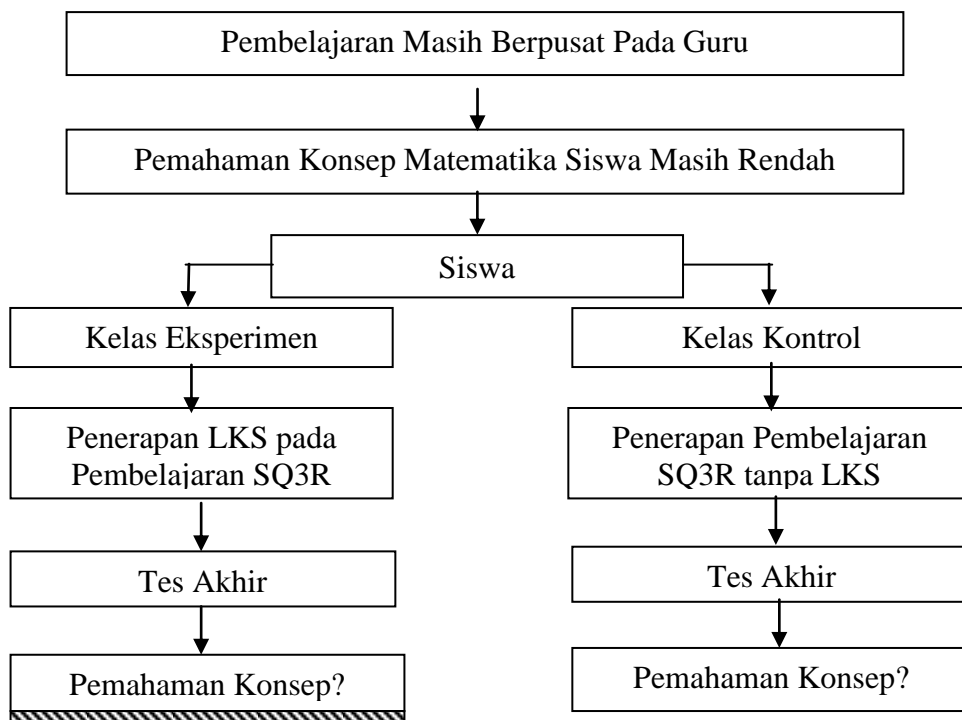 Pembelajaran Masih Berpusat Pada Guru
Pemahaman Konsep Matematika Siswa Masih Rendah
Siswa
Kelas Eksperimen
Kelas Kontrol
Penerapan LKS pada
Pembelajaran SQ3R
Penerapan Pembelajaran
SQ3R tanpa LKS
Tes Akhir
Tes Akhir
Pemahaman Konsep?
Pemahaman Konsep?